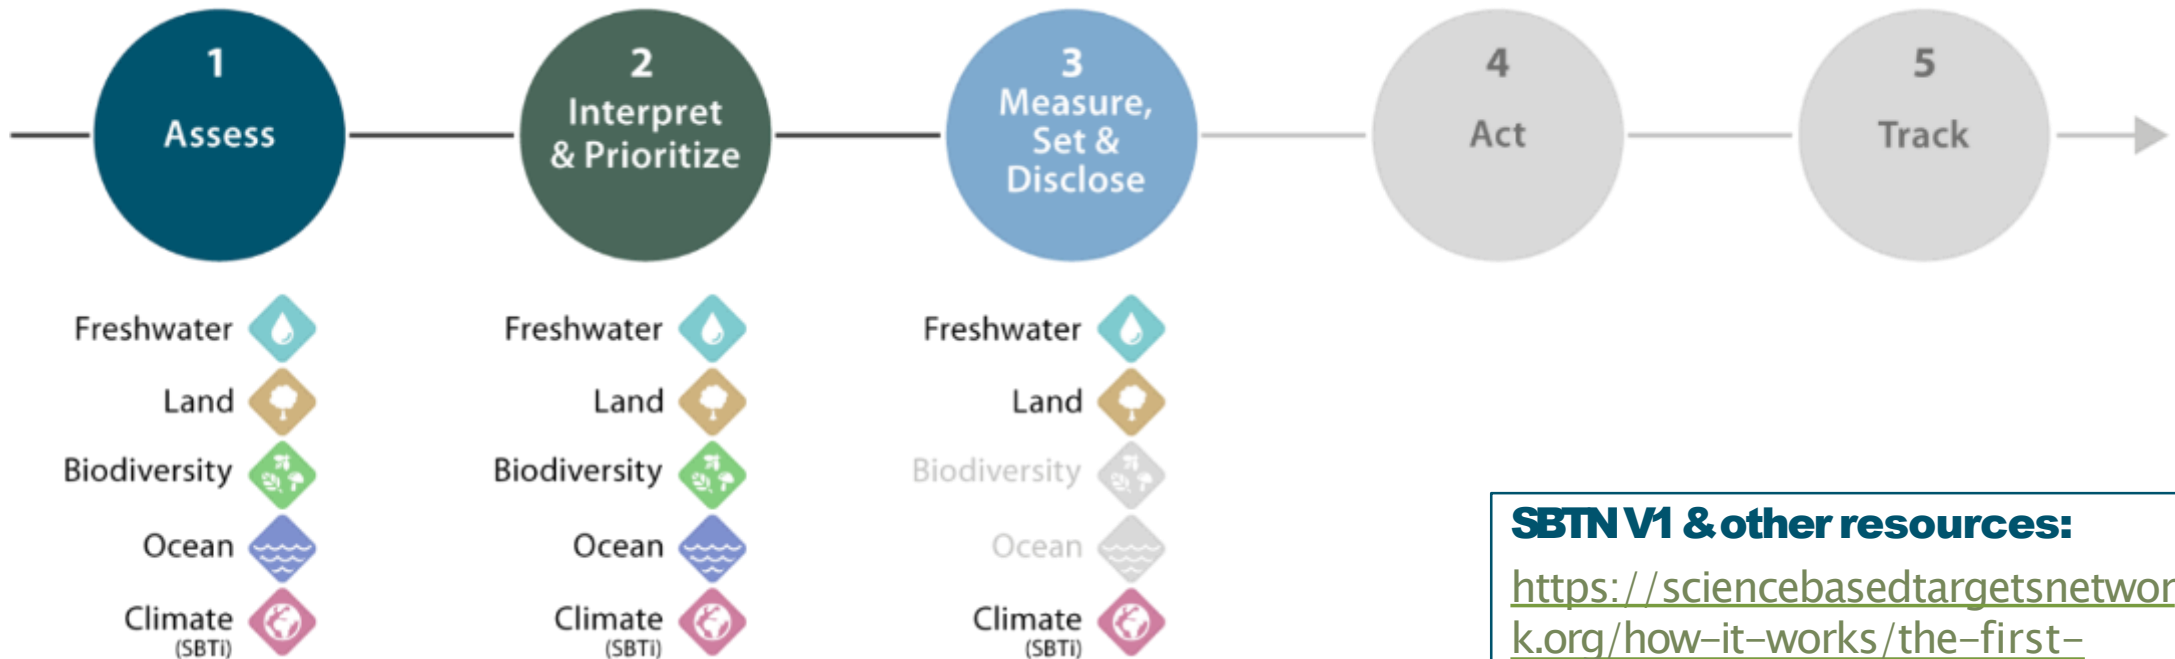 1
Assess
2
Interpret
& Prioritize
3
Measure,
Set &
Disclose
4
Act
5
Track
Freshwater
Land
Biodiversity
Ocean
Climate
(SBTi)
Freshwater
Land
Biodiversity
Ocean
Climate
(SBTi)
Freshwater
Land
Biodiversity
Ocean
Climate
(SBTi)
SBTN V1 & other resources:
https://sciencebasedtargetsnetwor
k.org/how-it-works/the-first-